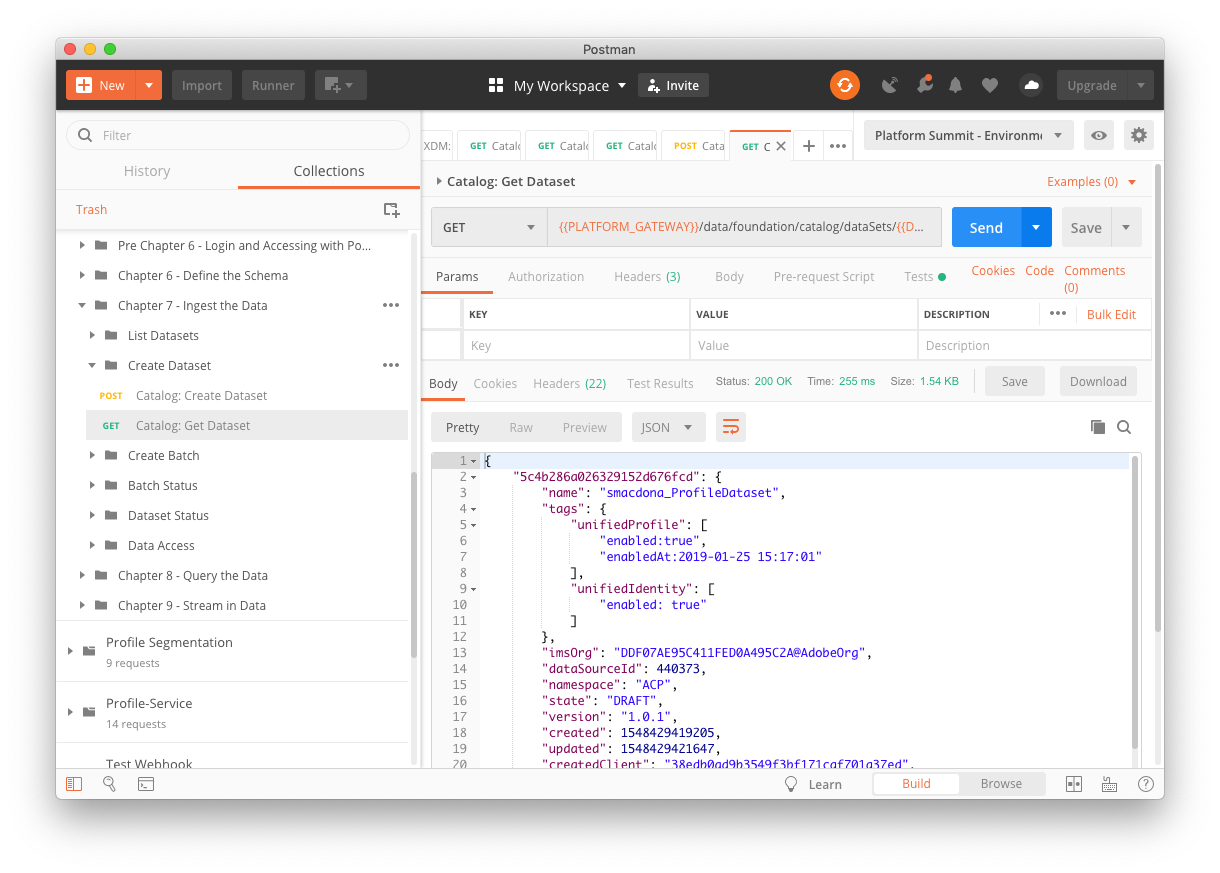 Postman
New Import Runner My Workspace Invite Upgrade
Filter
History Collections
Trash
Pre Chapter 6 - Login and Accessing with Po...
Chapter 6 - Define the Schema
Chapter 7 - Ingest the Data
List Datasets
Create Dataset
POST Catalog: Create Dataset
GET Catalog: Get Dataset
Create Batch
Batch Status
Dataset Status
Data Access
Chapter 8 - Query the Data
Chapter 9 - Stream in Data
Profile Segmentation
9 requests
Profile-Service
14 requests
Test Webhook
XDM: GET Catalo GET Catalo GET Catalo POST Cata GET C Platform Summit - Environme
Catalog: Get Dataset Examples (0)
GET {{PLATFORM_GATEWAY}}/data/foundation/catalog/dataSets/{{D... Send Save
Params Authorization Headers (3) Body Pre-request Script Tests Cookies Code Comments (0)
KEY VALUE DESCRIPTION Bulk Edit
Key Value Description
Body Cookies Headers (22) Test Results Status: 200 OK Time: 255 ms Size: 1.54 KB Save Download
Pretty Raw Preview JSON
1 {
2 "5c4b286a026329152d676fcd": {
3 "name": "smacdona_ProfileDataset",
4 "tags": {
5 "unifiedProfile": [
6 "enabled:true",
7 "enabledAt:2019-01-25 15:17:01"
8 ],
9 "unifiedIdentity": [
10 "enabled: true"
11 ]
12 },
13 "imsOrg": "DDF07AE95C411FED0A495C2A@AdobeOrg",
14 "dataSourceId": 440373,
15 "namespace": "ACP",
16 "state": "DRAFT",
17 "version": "1.0.1",
18 "created": 1548429419205,
19 "updated": 1548429421647,
20 "createdClient": "38edb0ad9b3549f3bf171caf701a37ed",
Learn Build Browse